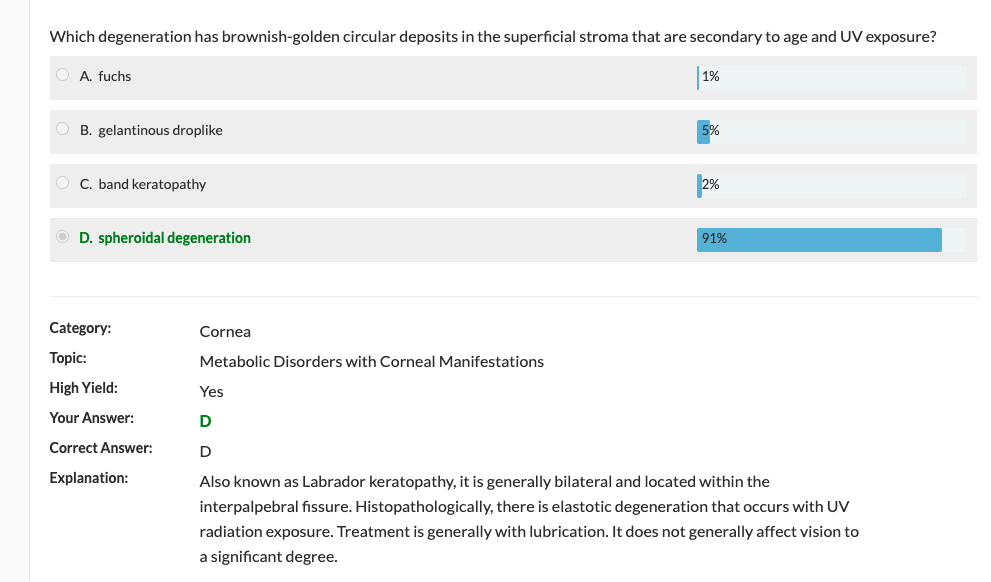 Which degeneration has brownish-golden circular deposits in the superficial stroma that are secondary to age and UV exposure?
A. fuchs 1%
B. gelantinous droplike 5%
C. band keratopathy 2%
D. spheroidal degeneration 91%
Category: Cornea
Topic: Metabolic Disorders with Corneal Manifestations
High Yield: Yes
Your Answer: D
Correct Answer: D
Explanation: Also known as Labrador keratopathy, it is generally bilateral and located within the
interpalpebral fissure. Histopathologically, there is elastotic degeneration that occurs with UV
radiation exposure. Treatment is generally with lubrication. It does not generally affect vision to
a significant degree.